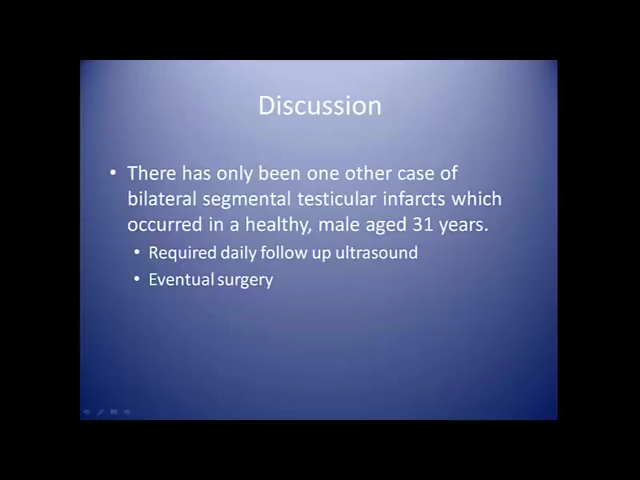 Discussion
• There has only been one other case of
bilateral segmental testicular infarcts which
occurred in a healthy, male aged 31 years.
• Required daily follow up ultrasound
• Eventual surgery